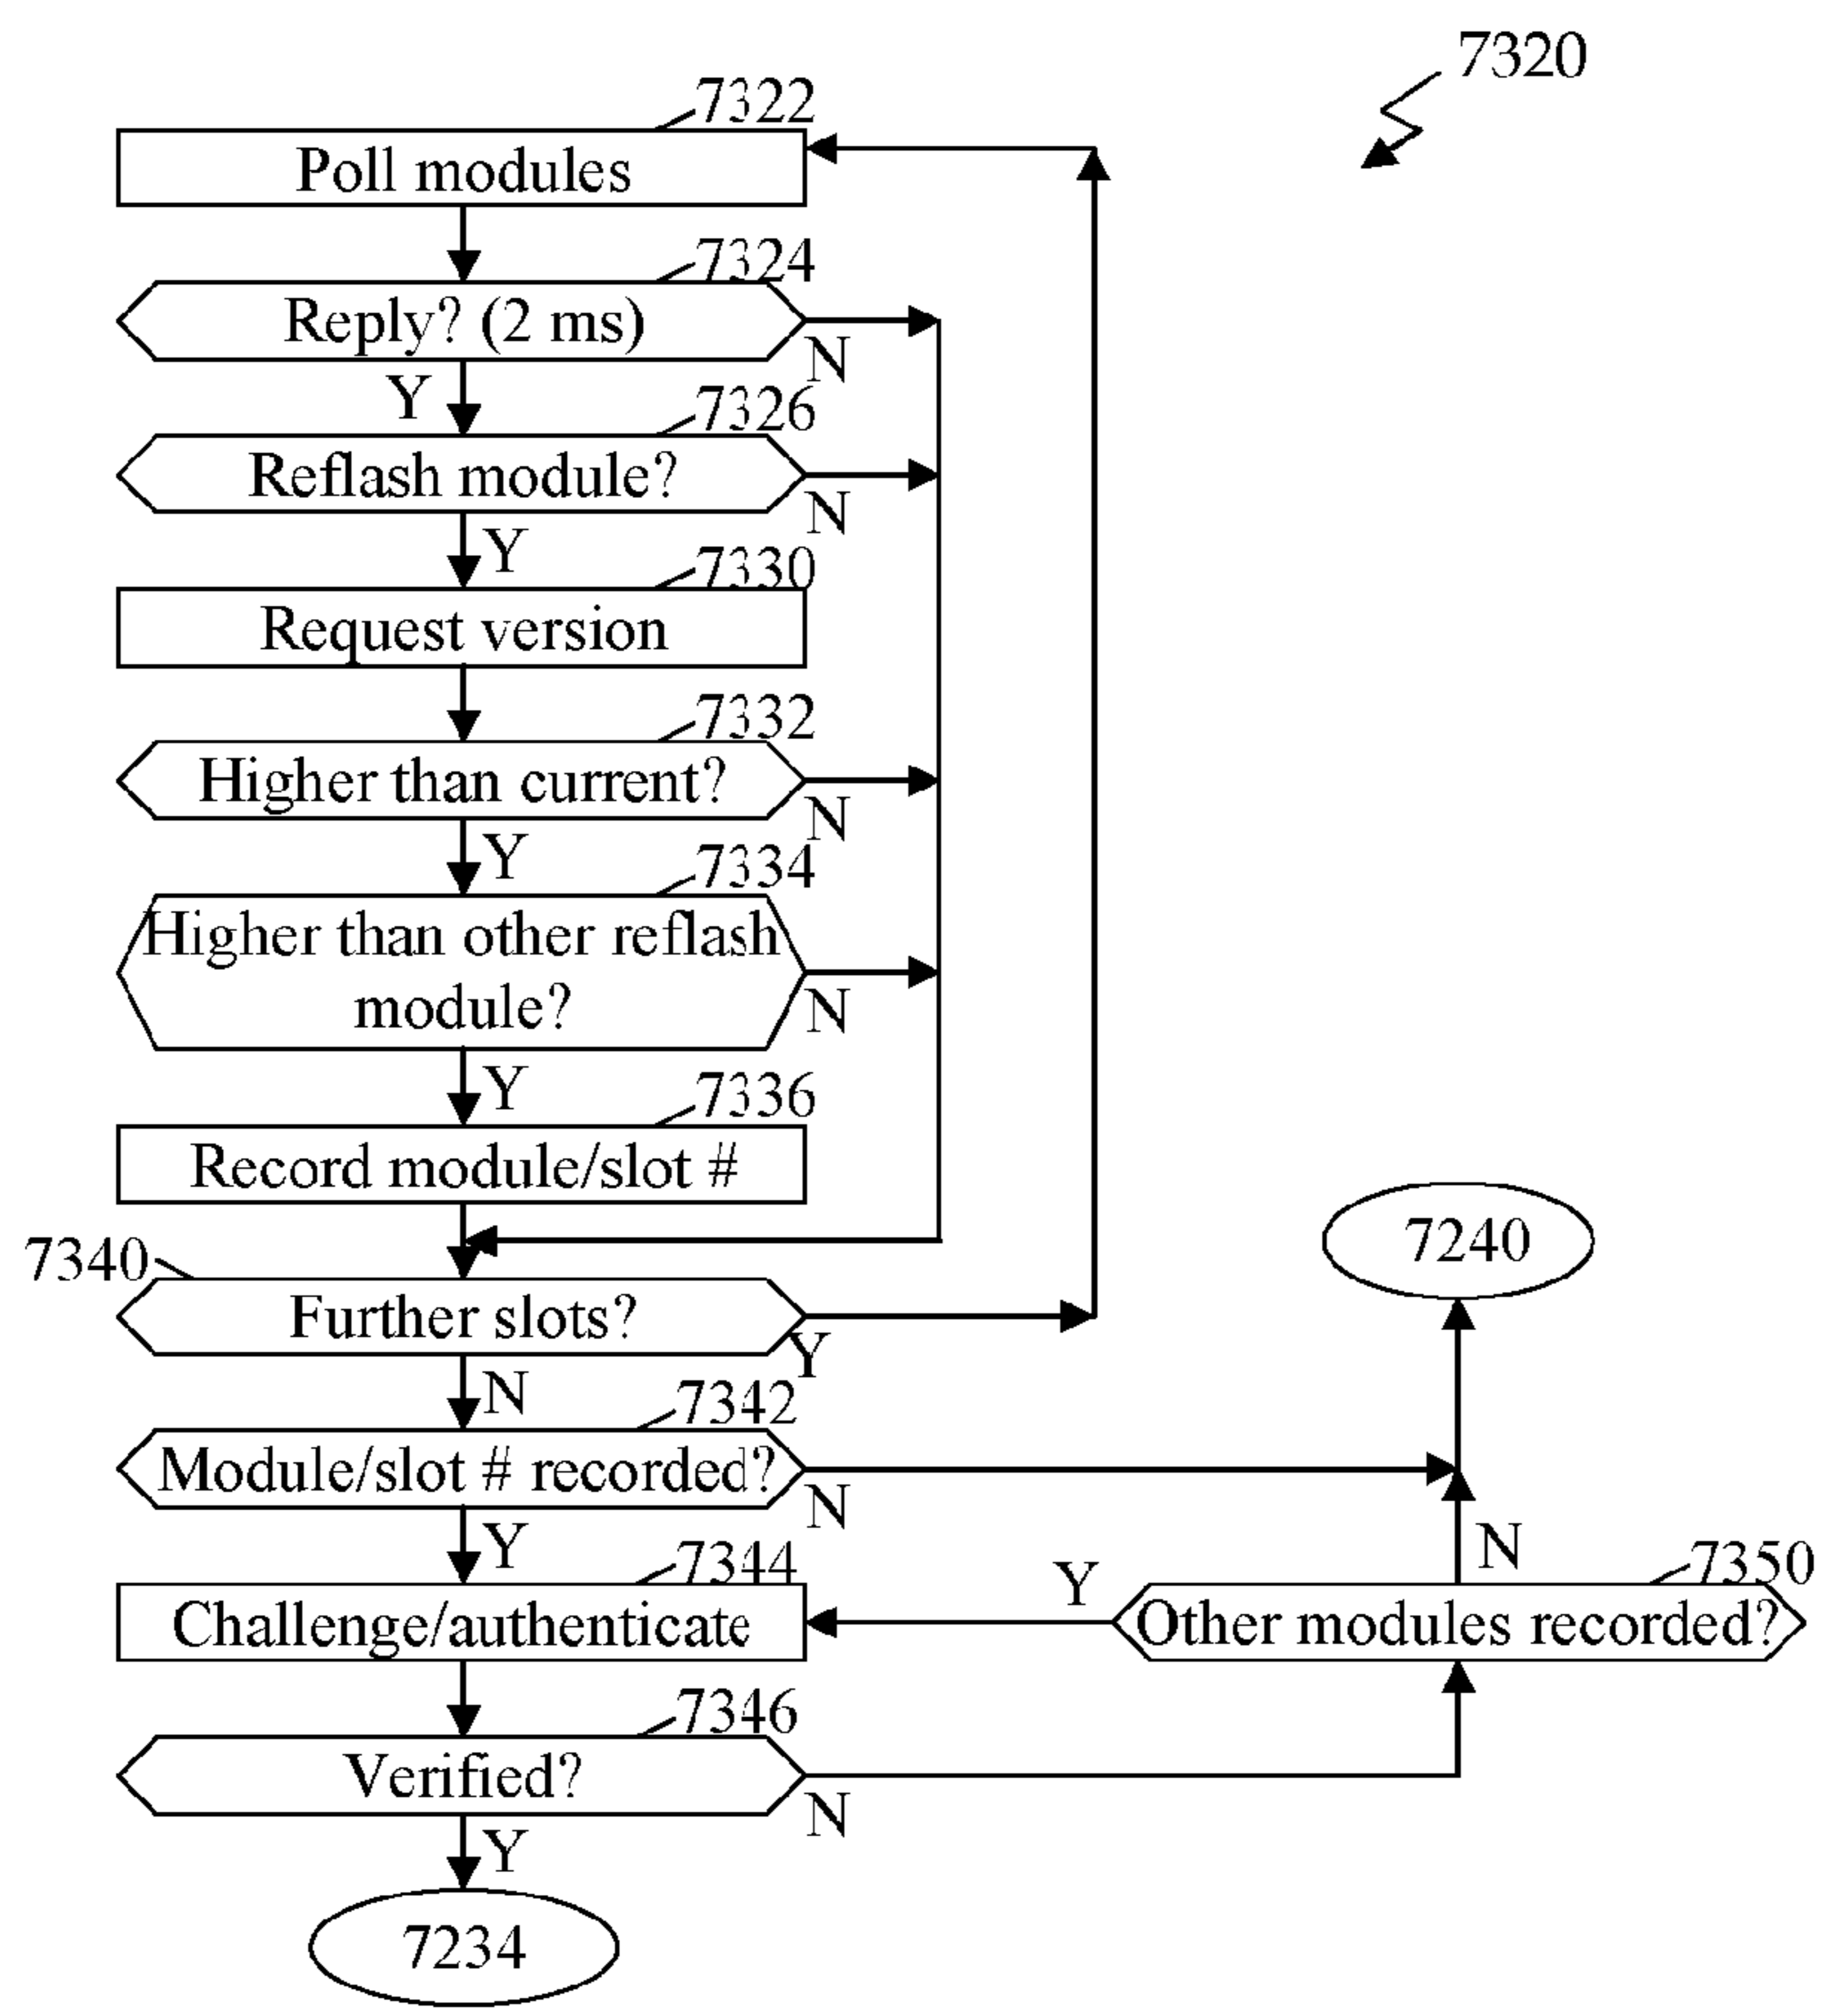 7320
7322
Poll modules
7324
Reply? (2 ms)
N
Y
7326
Reflash module?
N
Y
7330
Request version
7332
Higher than current?
N
Y
7334
Higher than other reflash
module?
N
Y
7336
Record module/slot #
7340
7240
Further slots?
Y
N
7342
Module/slot # recorded?
N
Y
N
7344
Y
7350
Challenge/authenticate
Other modules recorded?
7346
Verified?
N
Y
7234